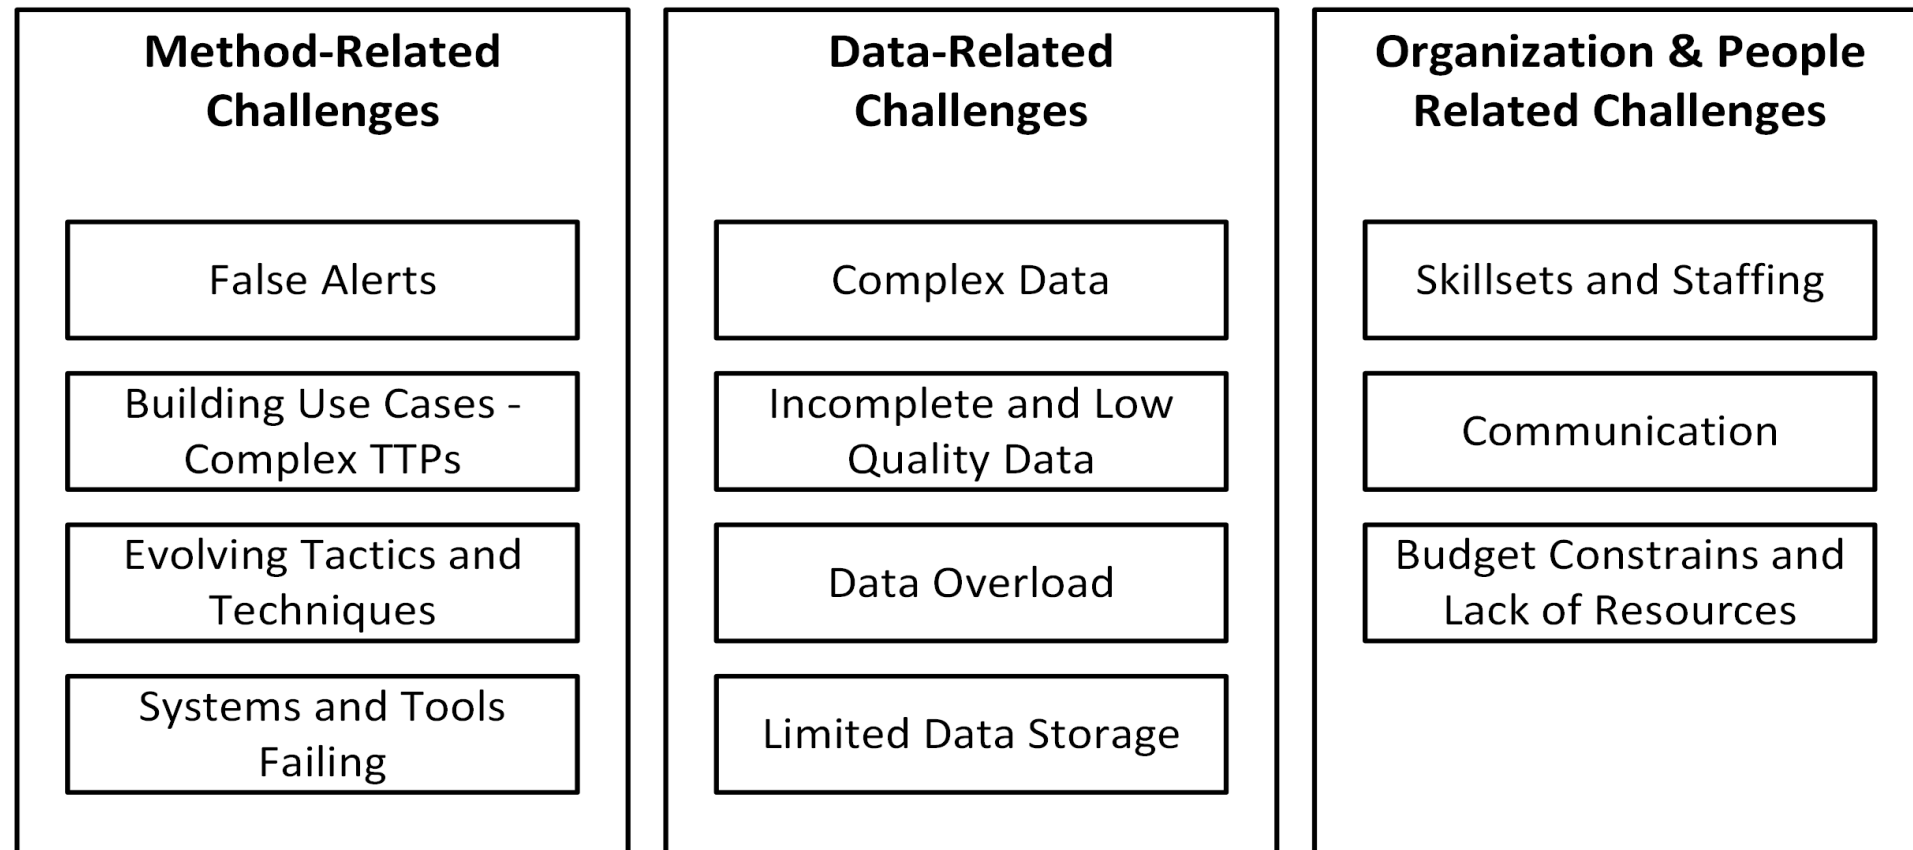 Method-Related
Challenges
False Alerts
Building Use Cases -
Complex TTPs
Evolving Tactics and
Techniques
Systems and Tools
Failing
Data-Related
Challenges
Complex Data
Incomplete and Low
Quality Data
Data Overload
Limited Data Storage
Organization & People
Related Challenges
Skillsets and Staffing
Communication
Budget Constrains and
Lack of Resources